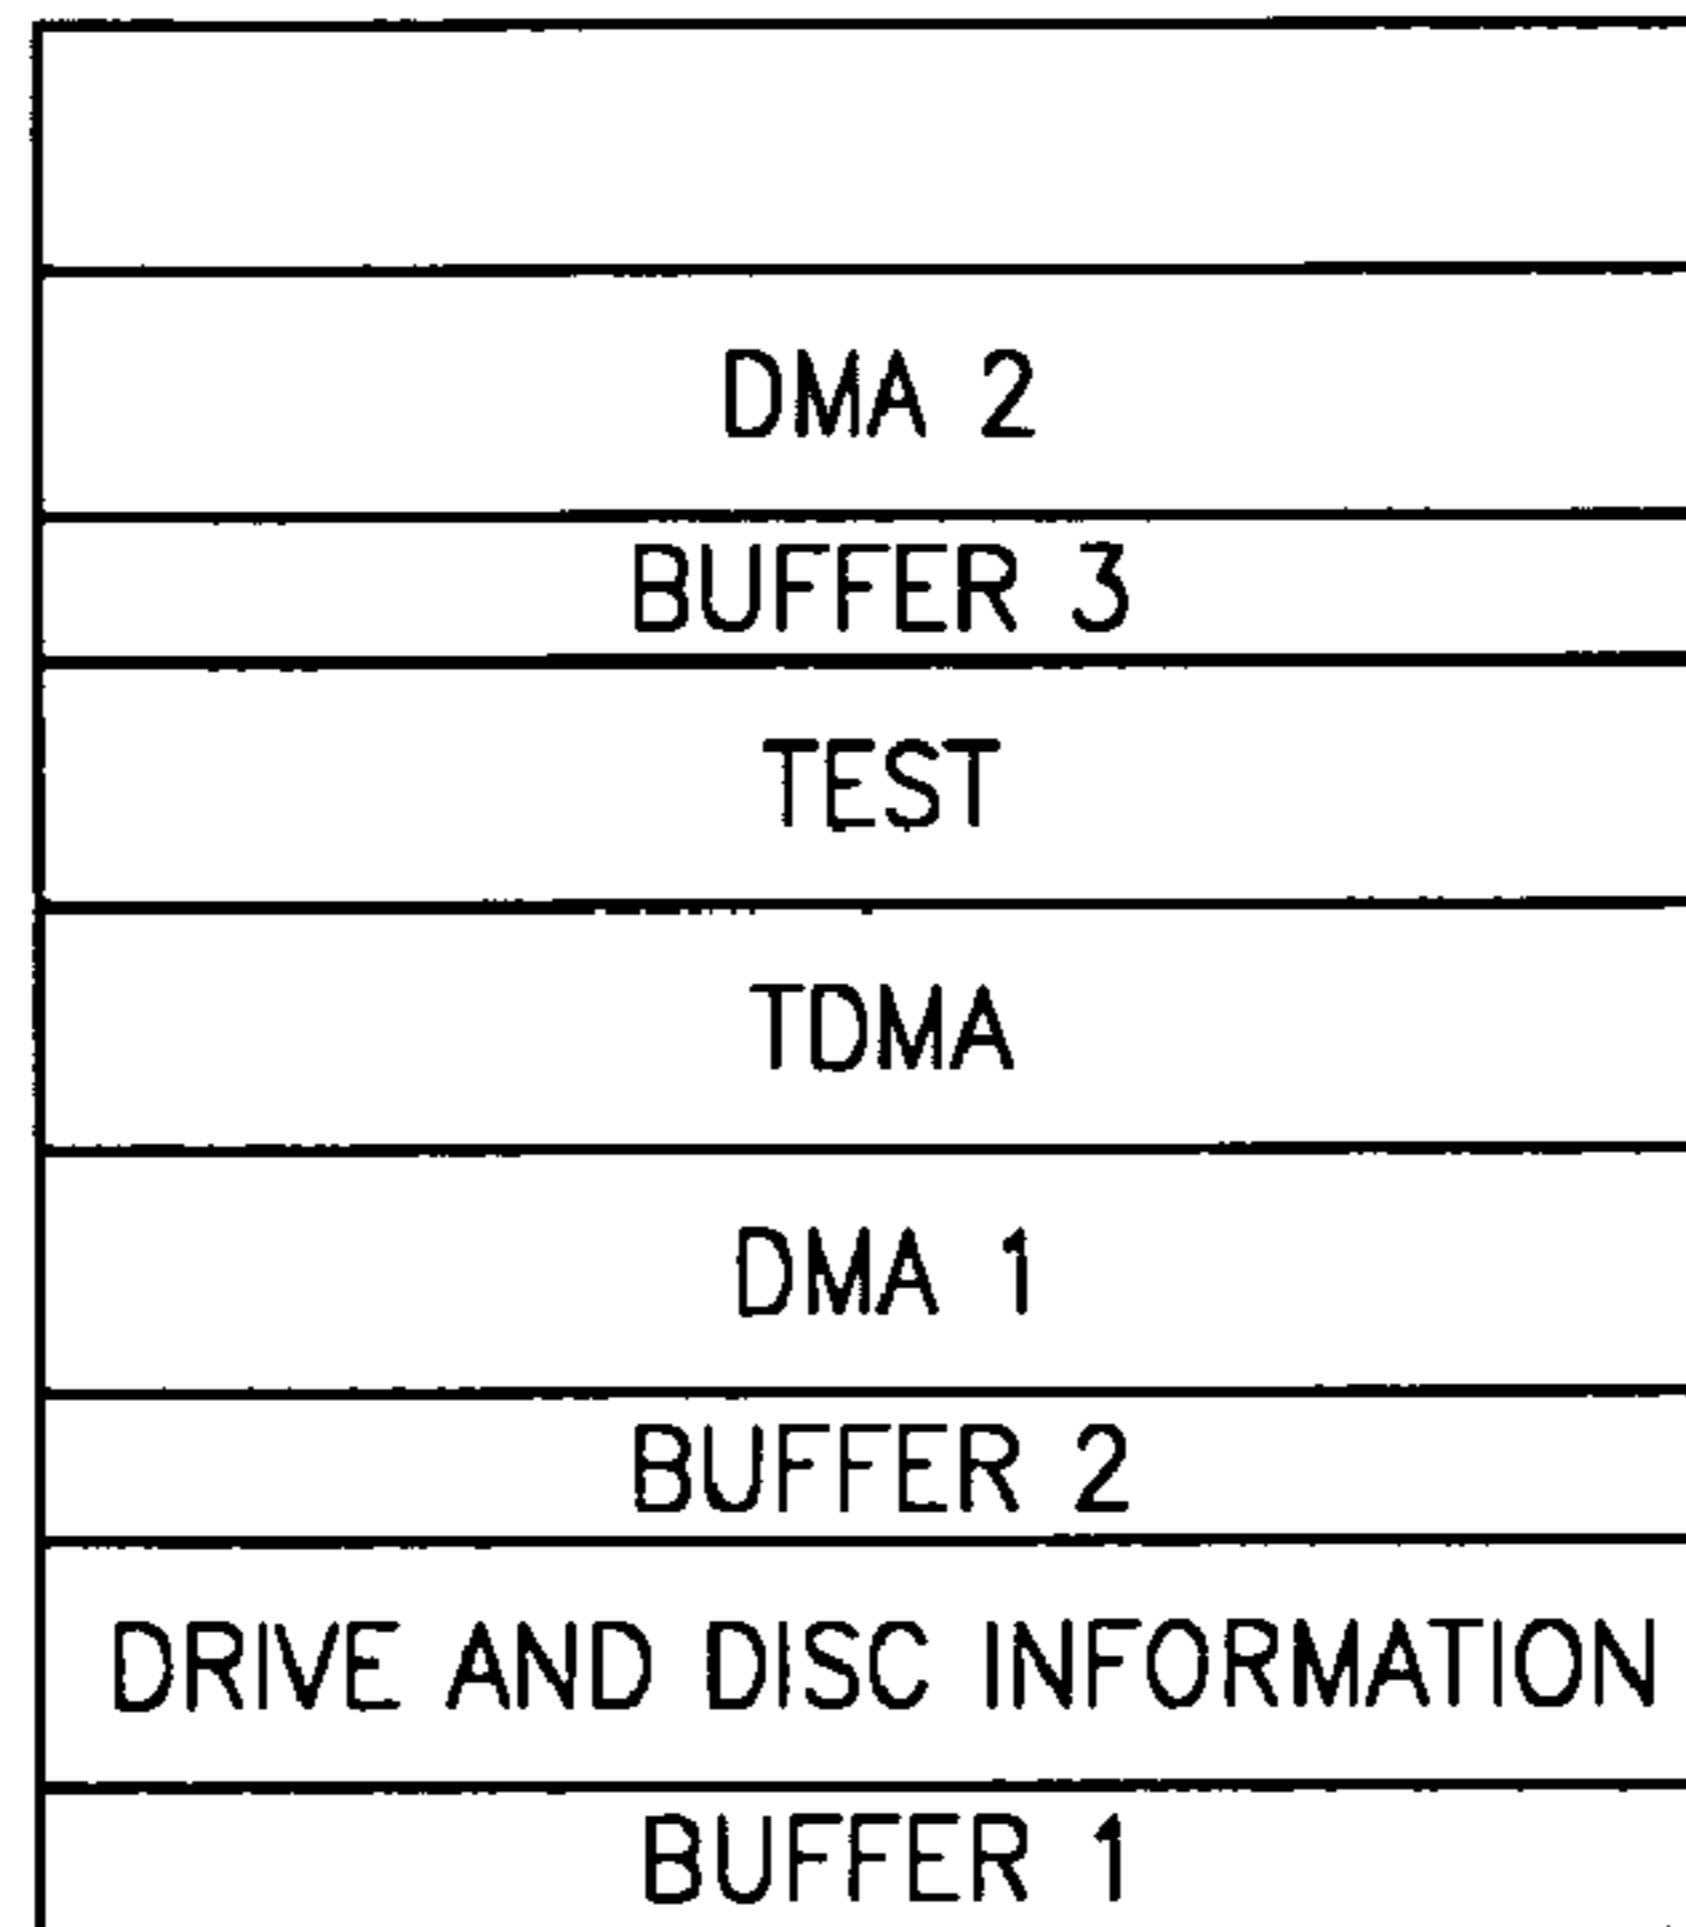 DMA 2
BUFFER 3
TEST
TDMA
DMA 1
BUFFER 2
DRIVE AND DISC INFORMATION
BUFFER 1